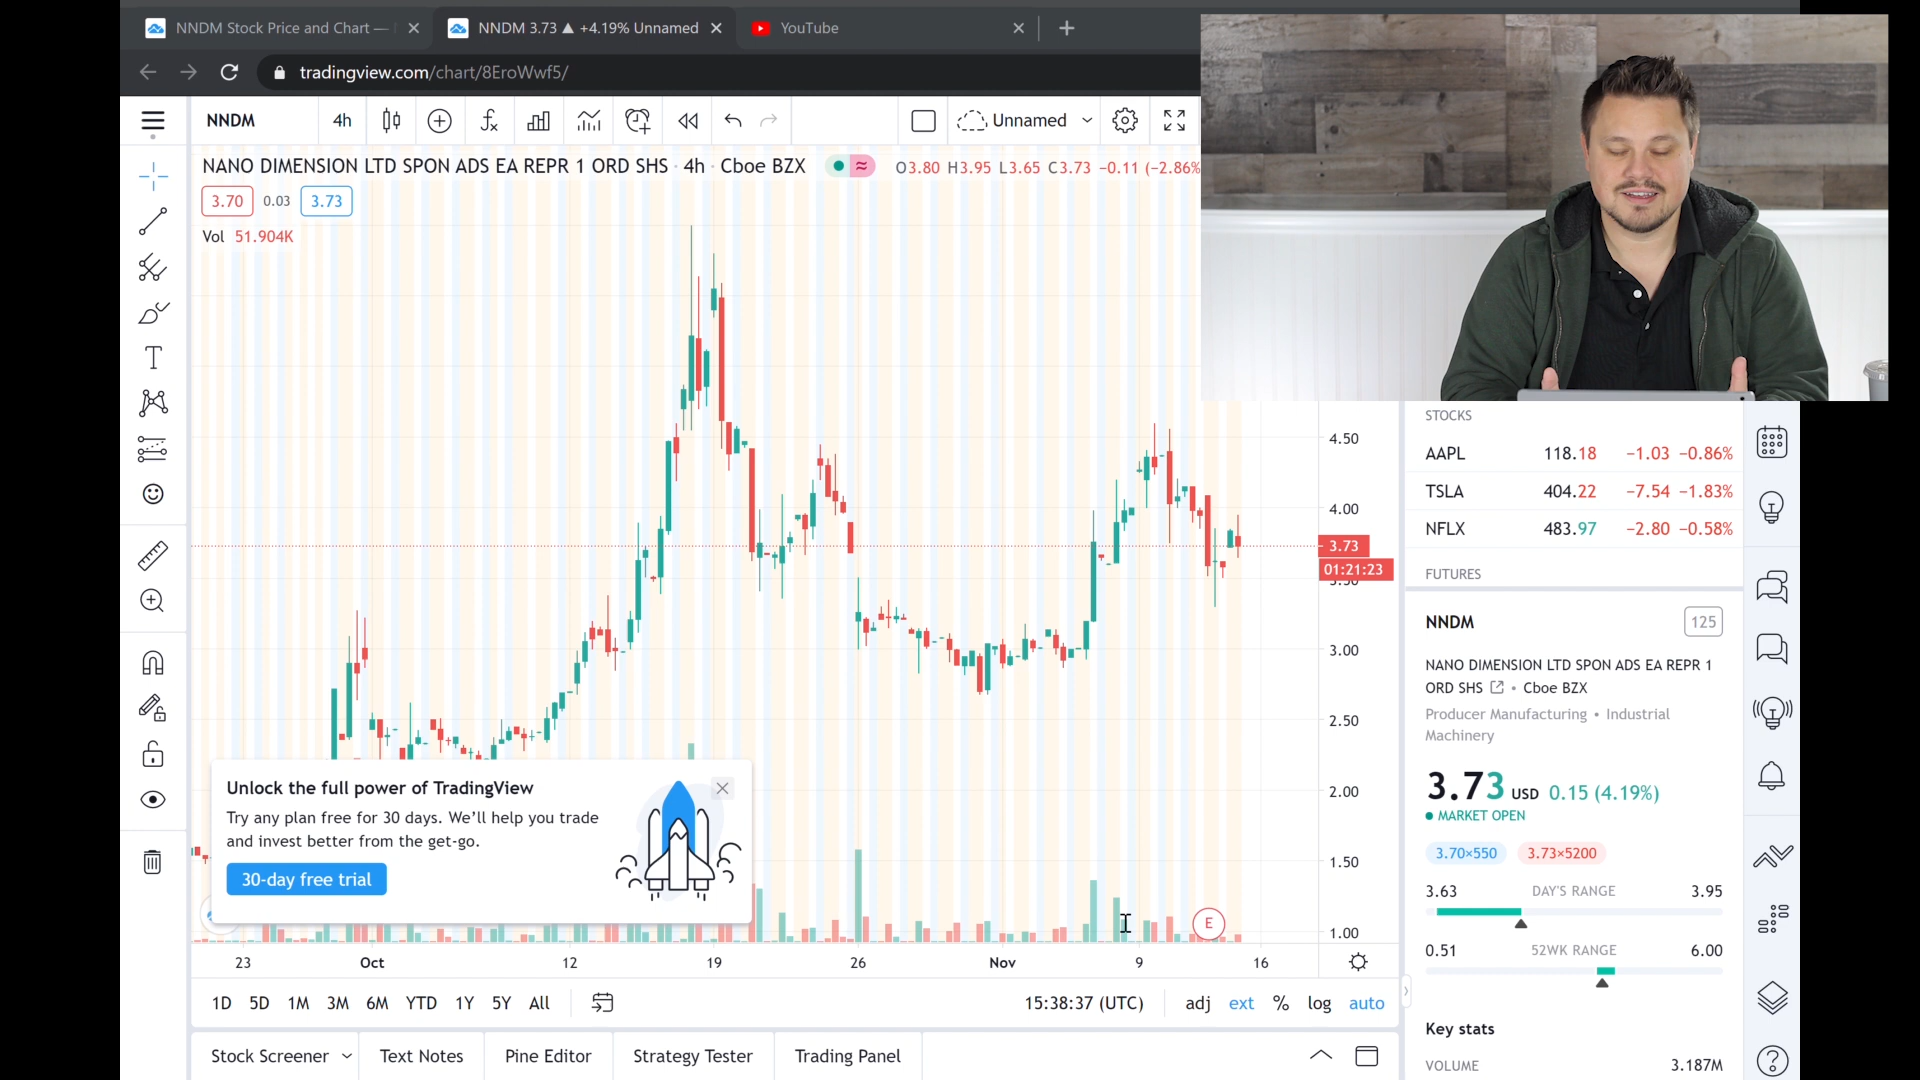 NNDM Stock Price and Chart —
NNDM 3.73 ▲ +4.19% Unnamed
YouTube
tradingview.com/chart/8EroWwf5/
NNDM
4h
Unnamed
NANO DIMENSION LTD SPON ADS EA REPR 1 ORD SHS · 4h · Cboe BZX
O3.80 H3.95 L3.65 C3.73 −0.11 (−2.86%
3.70
0.03
3.73
Vol 51.904K
4.50
4.00
3.73
01:21:23
3.50
3.00
2.50
2.00
1.50
1.00
Unlock the full power of TradingView
Try any plan free for 30 days. We'll help you trade
and invest better from the get-go.
30-day free trial
E
23
Oct
12
19
26
Nov
9
16
1D 5D 1M 3M 6M YTD 1Y 5Y All
15:38:37 (UTC)
adj ext % log auto
Stock Screener
Text Notes
Pine Editor
Strategy Tester
Trading Panel
STOCKS
AAPL 118.18 −1.03 −0.86%
TSLA 404.22 −7.54 −1.83%
NFLX 483.97 −2.80 −0.58%
FUTURES
NNDM
125
NANO DIMENSION LTD SPON ADS EA REPR 1
ORD SHS • Cboe BZX
Producer Manufacturing • Industrial
Machinery
3.73 USD 0.15 (4.19%)
MARKET OPEN
3.70×550 3.73×5200
3.63 DAY'S RANGE 3.95
0.51 52WK RANGE 6.00
Key stats
VOLUME 3.187M